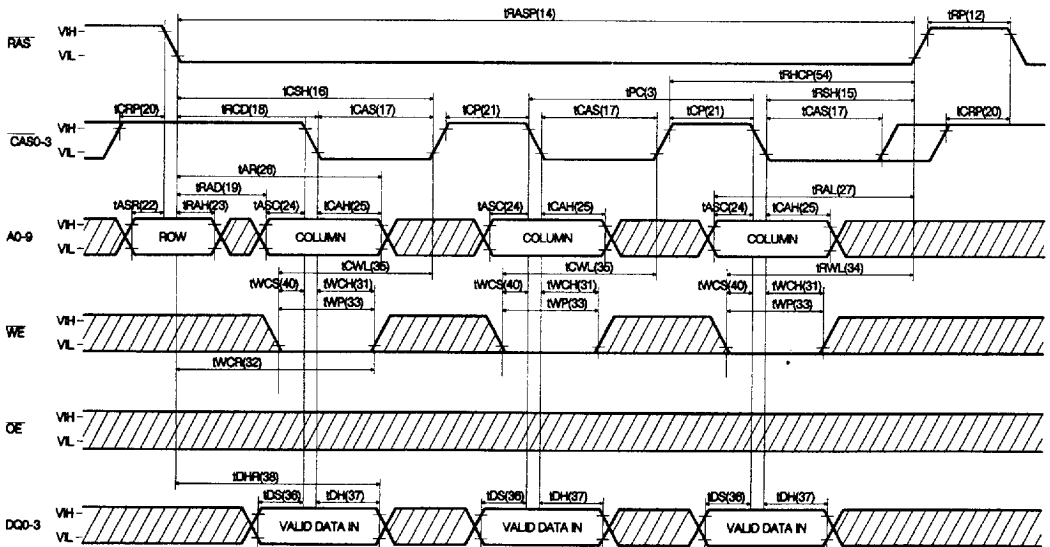 tRASP(14) tRP(12)
RAS VIH VIL
tRHCP(54)
tCSH(16) tPC(3) tRSH(15)
tCRP(20) tRCD(18) tCAS(17) tCP(21) tCAS(17) tCP(21) tCAS(17) tCRP(20)
CAS0-3 VIH VIL
tAR(26)
tRAD(19) tRAL(27)
tASR(22) tRAH(23) tASC(24) tCAH(25) tASC(24) tCAH(25) tASC(24) tCAH(25)
A0-9 VIH VIL ROW COLUMN COLUMN COLUMN
tCWL(35) tCWL(35) tRWL(34)
tWCS(40) tWCH(31) tWCS(40) tWCH(31) tWCS(40) tWCH(31)
tWP(33) tWP(33) tWP(33)
WE VIH VIL
tWCR(32)
OE VIH VIL
tDHR(38)
tDS(36) tDH(37) tDS(36) tDH(37) tDS(36) tDH(37)
DQ0-3 VIH VIL VALID DATA IN VALID DATA IN VALID DATA IN